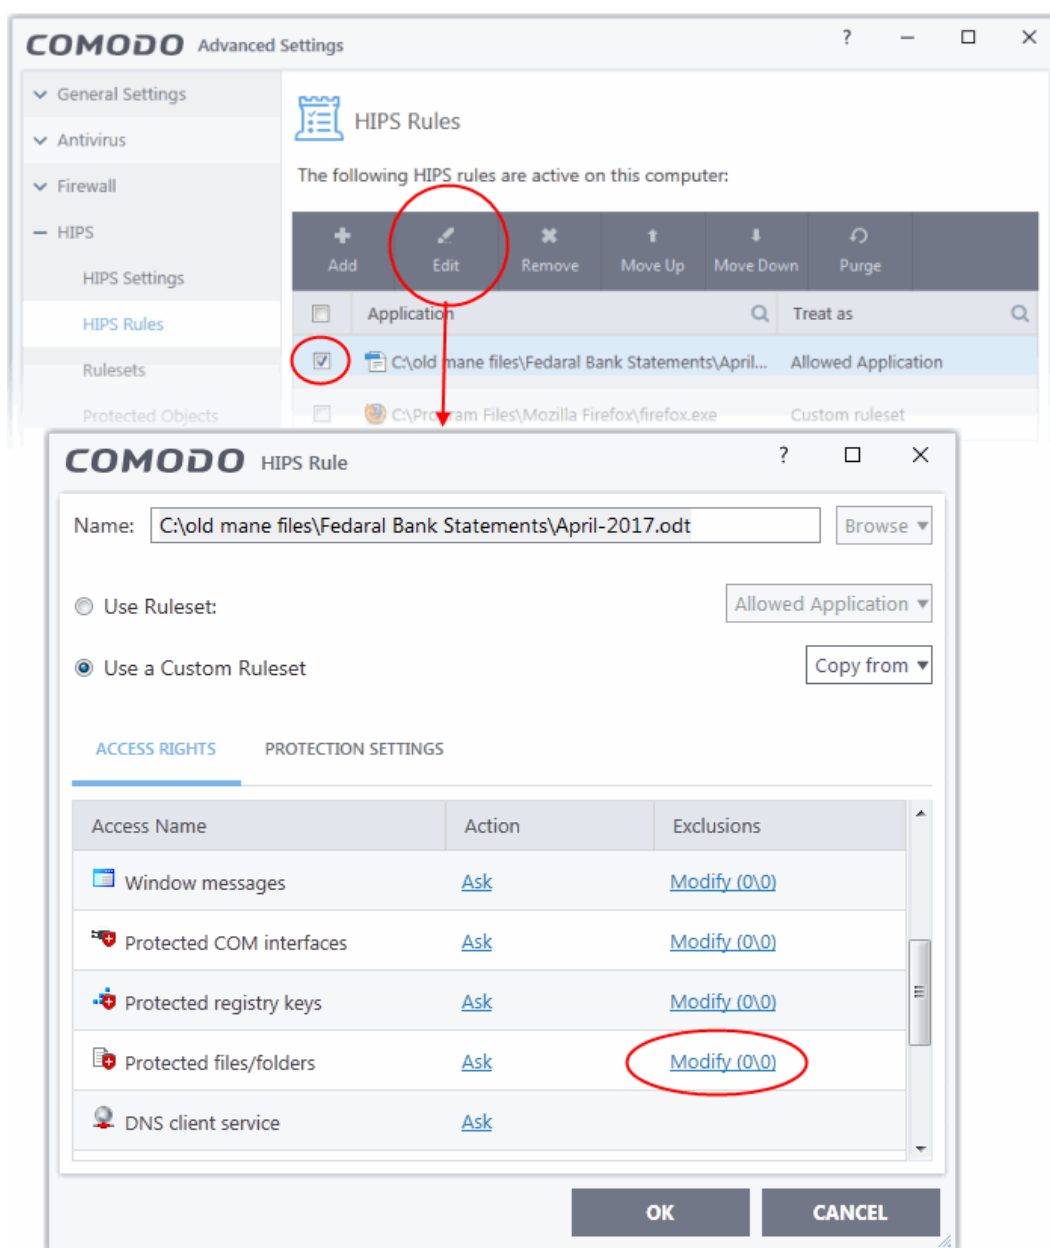 COMODO Advanced Settings ?
General Settings
Antivirus
Firewall
HIPS
HIPS Settings
HIPS Rules
Rulesets
Protected Objects
HIPS Rules
The following HIPS rules are active on this computer:
Add Edit Remove Move Up Move Down Purge
Application Treat as
C:\old mane files\Fedaral Bank Statements\April... Allowed Application
C:\Program Files\Mozilla Firefox\firefox.exe Custom ruleset
COMODO HIPS Rule ?
Name: C:\old mane files\Fedaral Bank Statements\April-2017.odt Browse
Use Ruleset: Allowed Application
Use a Custom Ruleset Copy from
ACCESS RIGHTS PROTECTION SETTINGS
Access Name Action Exclusions
Window messages Ask Modify (0\0)
Protected COM interfaces Ask Modify (0\0)
Protected registry keys Ask Modify (0\0)
Protected files/folders Ask Modify (0\0)
DNS client service Ask
OK CANCEL